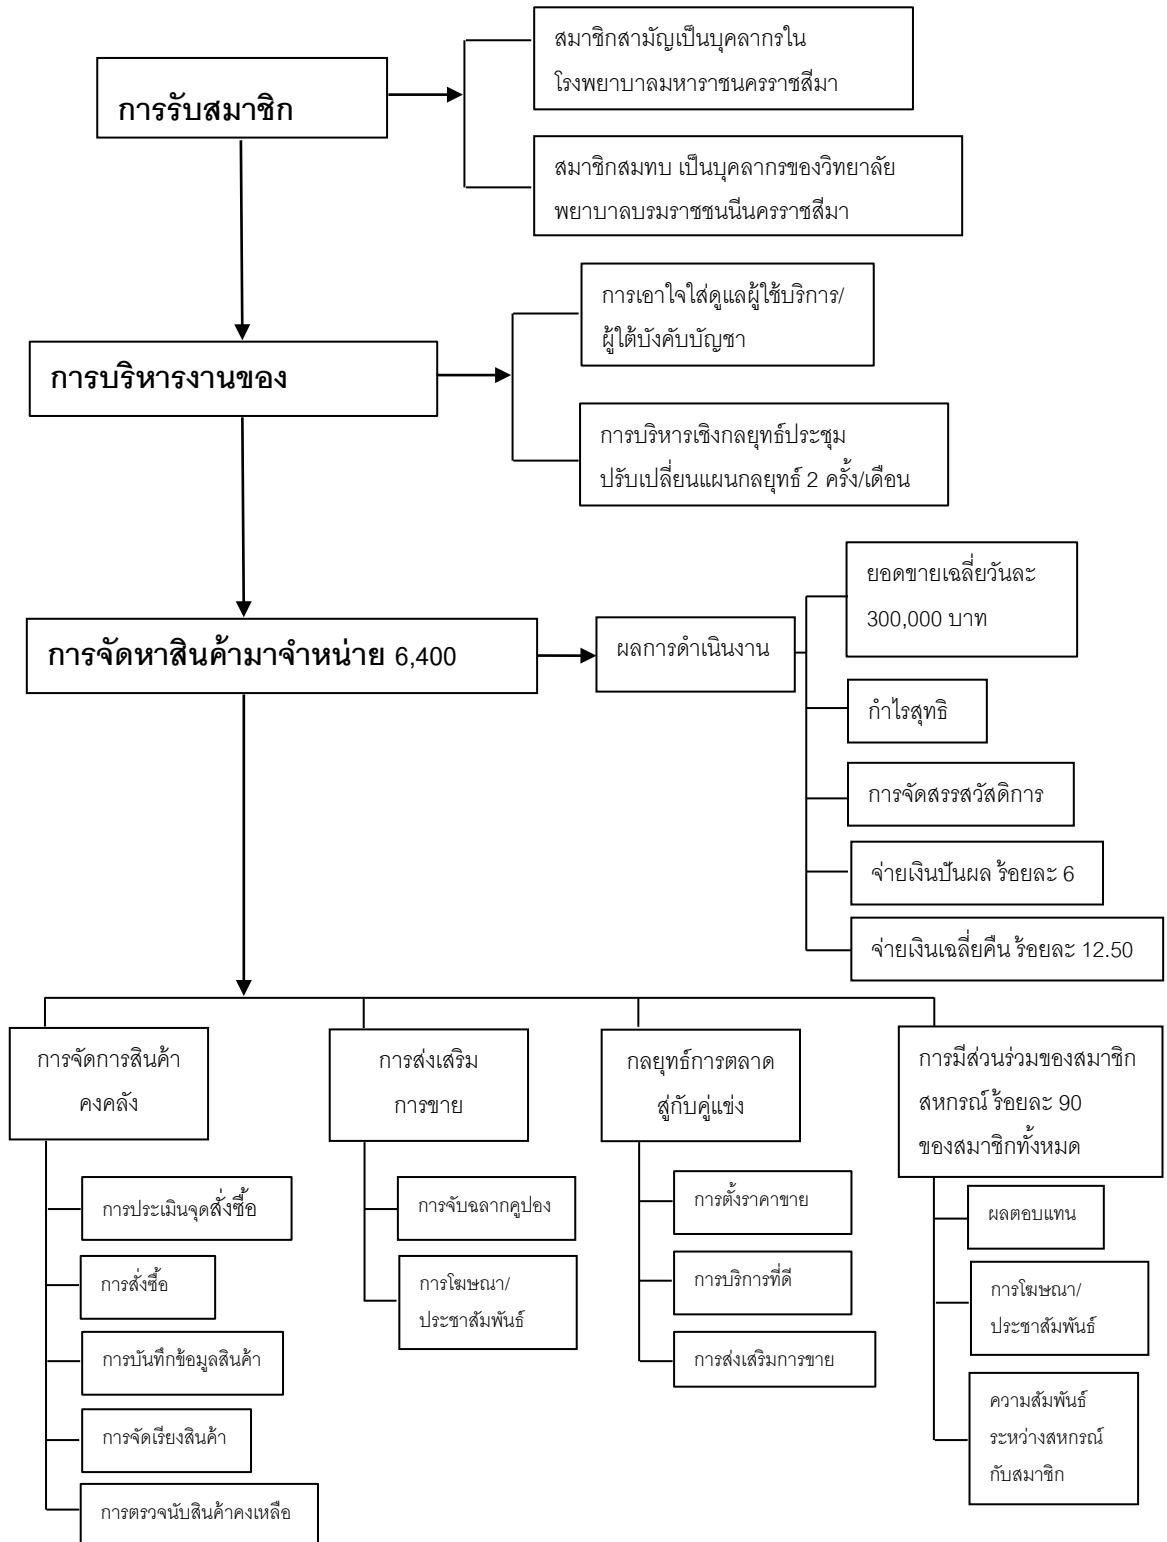 สมาชิกสามัญเป็นบุคลากรใน
โรงพยาบาลมหาราชนครราชสีมา
การรับสมาชิก
สมาชิกสมทบ เป็นบุคลากรของวิทยาลัย
พยาบาลบรมราชชนนีนครราชสีมา
การเอาใจใส่ดูแลผู้ใช้บริการ/
ผู้ใต้บังคับบัญชา
การบริหารงานของ
การบริหารเชิงกลยุทธ์ประชุม
ปรับเปลี่ยนแผนกลยุทธ์ 2 ครั้ง/เดือน
การจัดหาสินค้ามาจำหน่าย 6,400
ผลการดำเนินงาน
ยอดขายเฉลี่ยวันละ
300,000 บาท
กำไรสุทธิ
การจัดสรรสวัสดิการ
จ่ายเงินปันผล ร้อยละ 6
จ่ายเงินเฉลี่ยคืน ร้อยละ 12.50
การจัดการสินค้า
คงคลัง
การประเมินจุดสั่งซื้อ
การสั่งซื้อ
การบันทึกข้อมูลสินค้า
การจัดเรียงสินค้า
การตรวจนับสินค้าคงเหลือ
การส่งเสริม
การขาย
การจับฉลากคูปอง
การโฆษณา/
ประชาสัมพันธ์
กลยุทธ์การตลาด
สู่กับคู่แข่ง
การตั้งราคาขาย
การบริการที่ดี
การส่งเสริมการขาย
การมีส่วนร่วมของสมาชิก
สหกรณ์ ร้อยละ 90
ของสมาชิกทั้งหมด
ผลตอบแทน
การโฆษณา/
ประชาสัมพันธ์
ความสัมพันธ์
ระหว่างสหกรณ์
กับสมาชิก